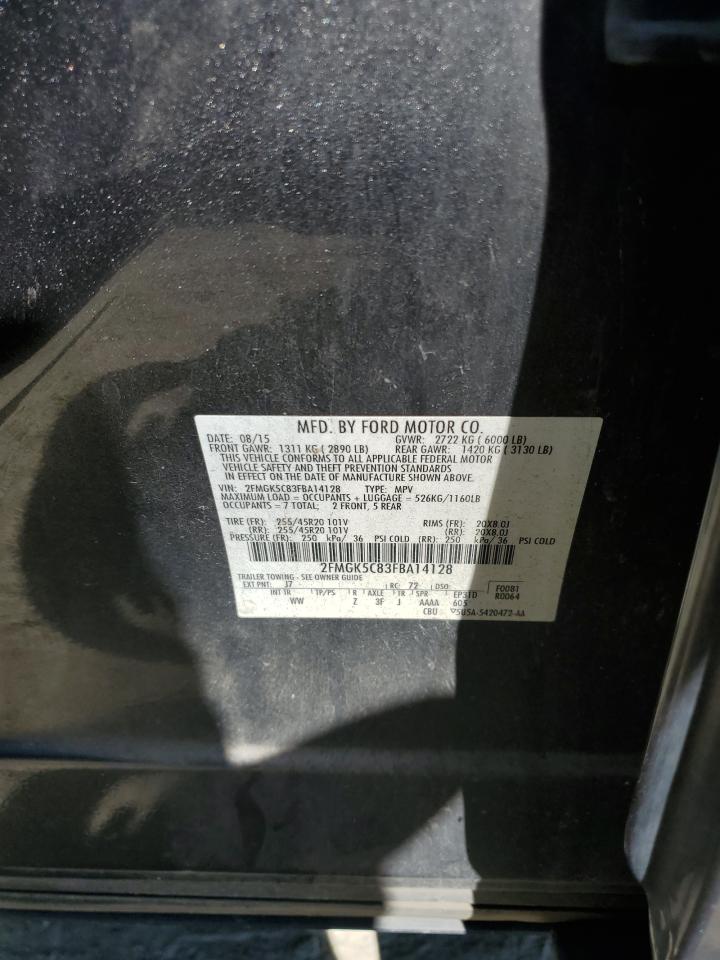 MFD. BY FORD MOTOR CO.
DATE: 08/15 GVWR: 2722 KG ( 6000 LB)
FRONT GAWR: 1311 KG ( 2890 LB) REAR GAWR: 1420 KG ( 3130 LB)
THIS VEHICLE CONFORMS TO ALL APPLICABLE FEDERAL MOTOR
VEHICLE SAFETY AND THEFT PREVENTION STANDARDS
IN EFFECT ON THE DATE OF MANUFACTURE SHOWN ABOVE.
VIN: 2FMGK5C83FBA14128 TYPE: MPV
MAXIMUM LOAD = OCCUPANTS + LUGGAGE = 526KG/1160LB
OCCUPANTS = 7 TOTAL; 2 FRONT, 5 REAR
TIRE (FR): 255/45R20 101V RIMS (FR): 20X8.0J
(RR): 255/45R20 101V (RR): 20X8.0J
PRESSURE (FR): 250 kPa/ 36 PSI COLD (RR): 250 kPa/ 36 PSI COLD
2FMGK5C83FBA14128
TRAILER TOWING - SEE OWNER GUIDE
EXT PNT: J7 RC: 72 DSO: F0081
R0064
INT TR TP/PS R AXLE TR SPR EP31D
WW Z 3F J AAAA 605
CBU 5U5A-5420472-AA